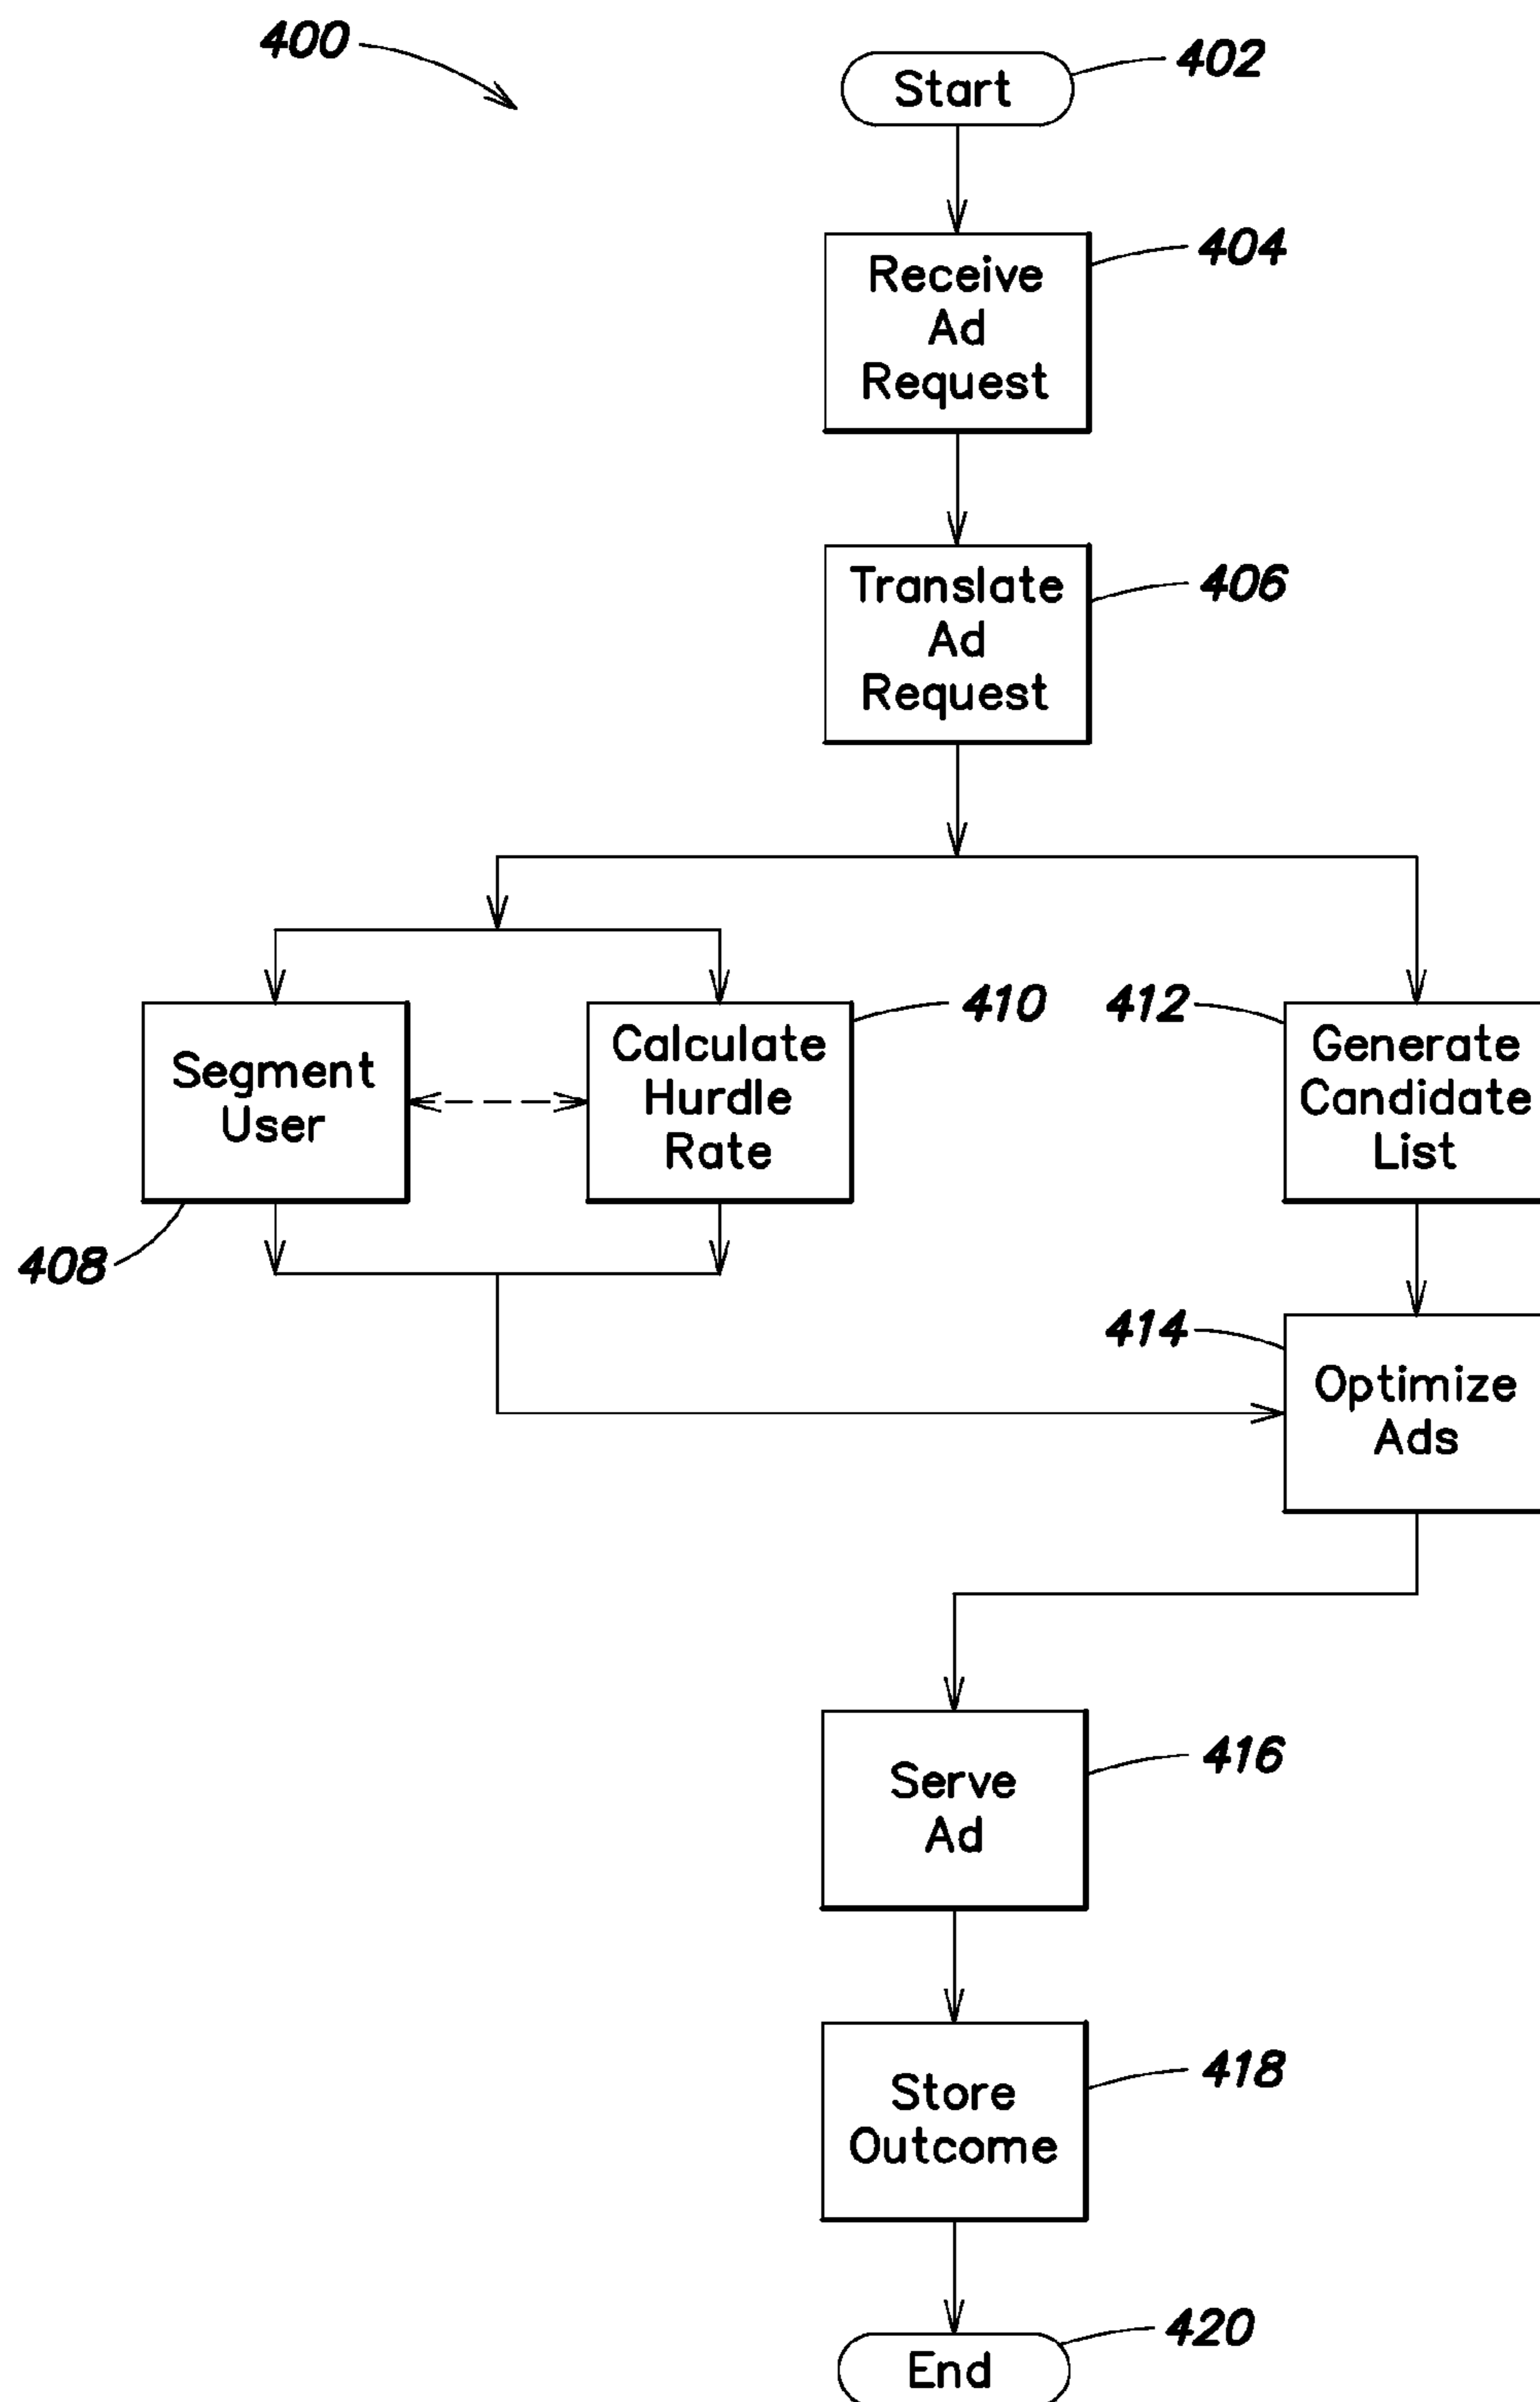 400
Start
402
Receive
Ad
Request
404
Translate
Ad
Request
406
Segment
User
408
Calculate
Hurdle
Rate
410
412
Generate
Candidate
List
414
Optimize
Ads
Serve
Ad
416
Store
Outcome
418
End
420